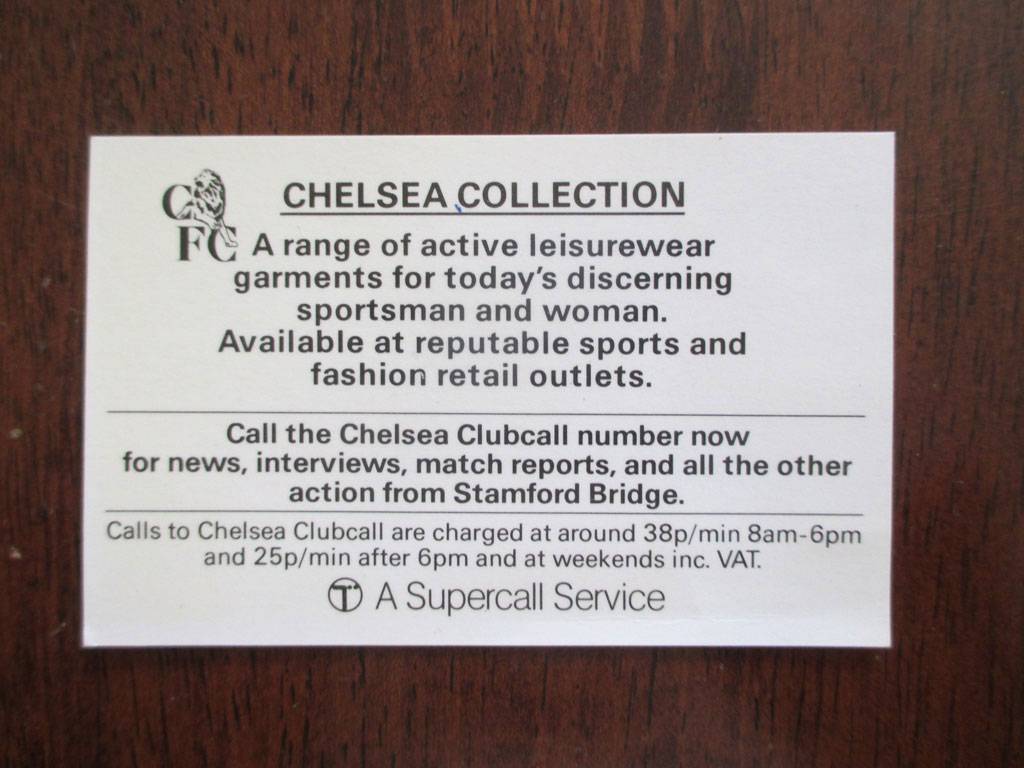 CFC
CHELSEA COLLECTION
A range of active leisurewear
garments for today's discerning
sportsman and woman.
Available at reputable sports and
fashion retail outlets.
Call the Chelsea Clubcall number now
for news, interviews, match reports, and all the other
action from Stamford Bridge.
Calls to Chelsea Clubcall are charged at around 38p/min 8am-6pm
and 25p/min after 6pm and at weekends inc. VAT.
T A Supercall Service